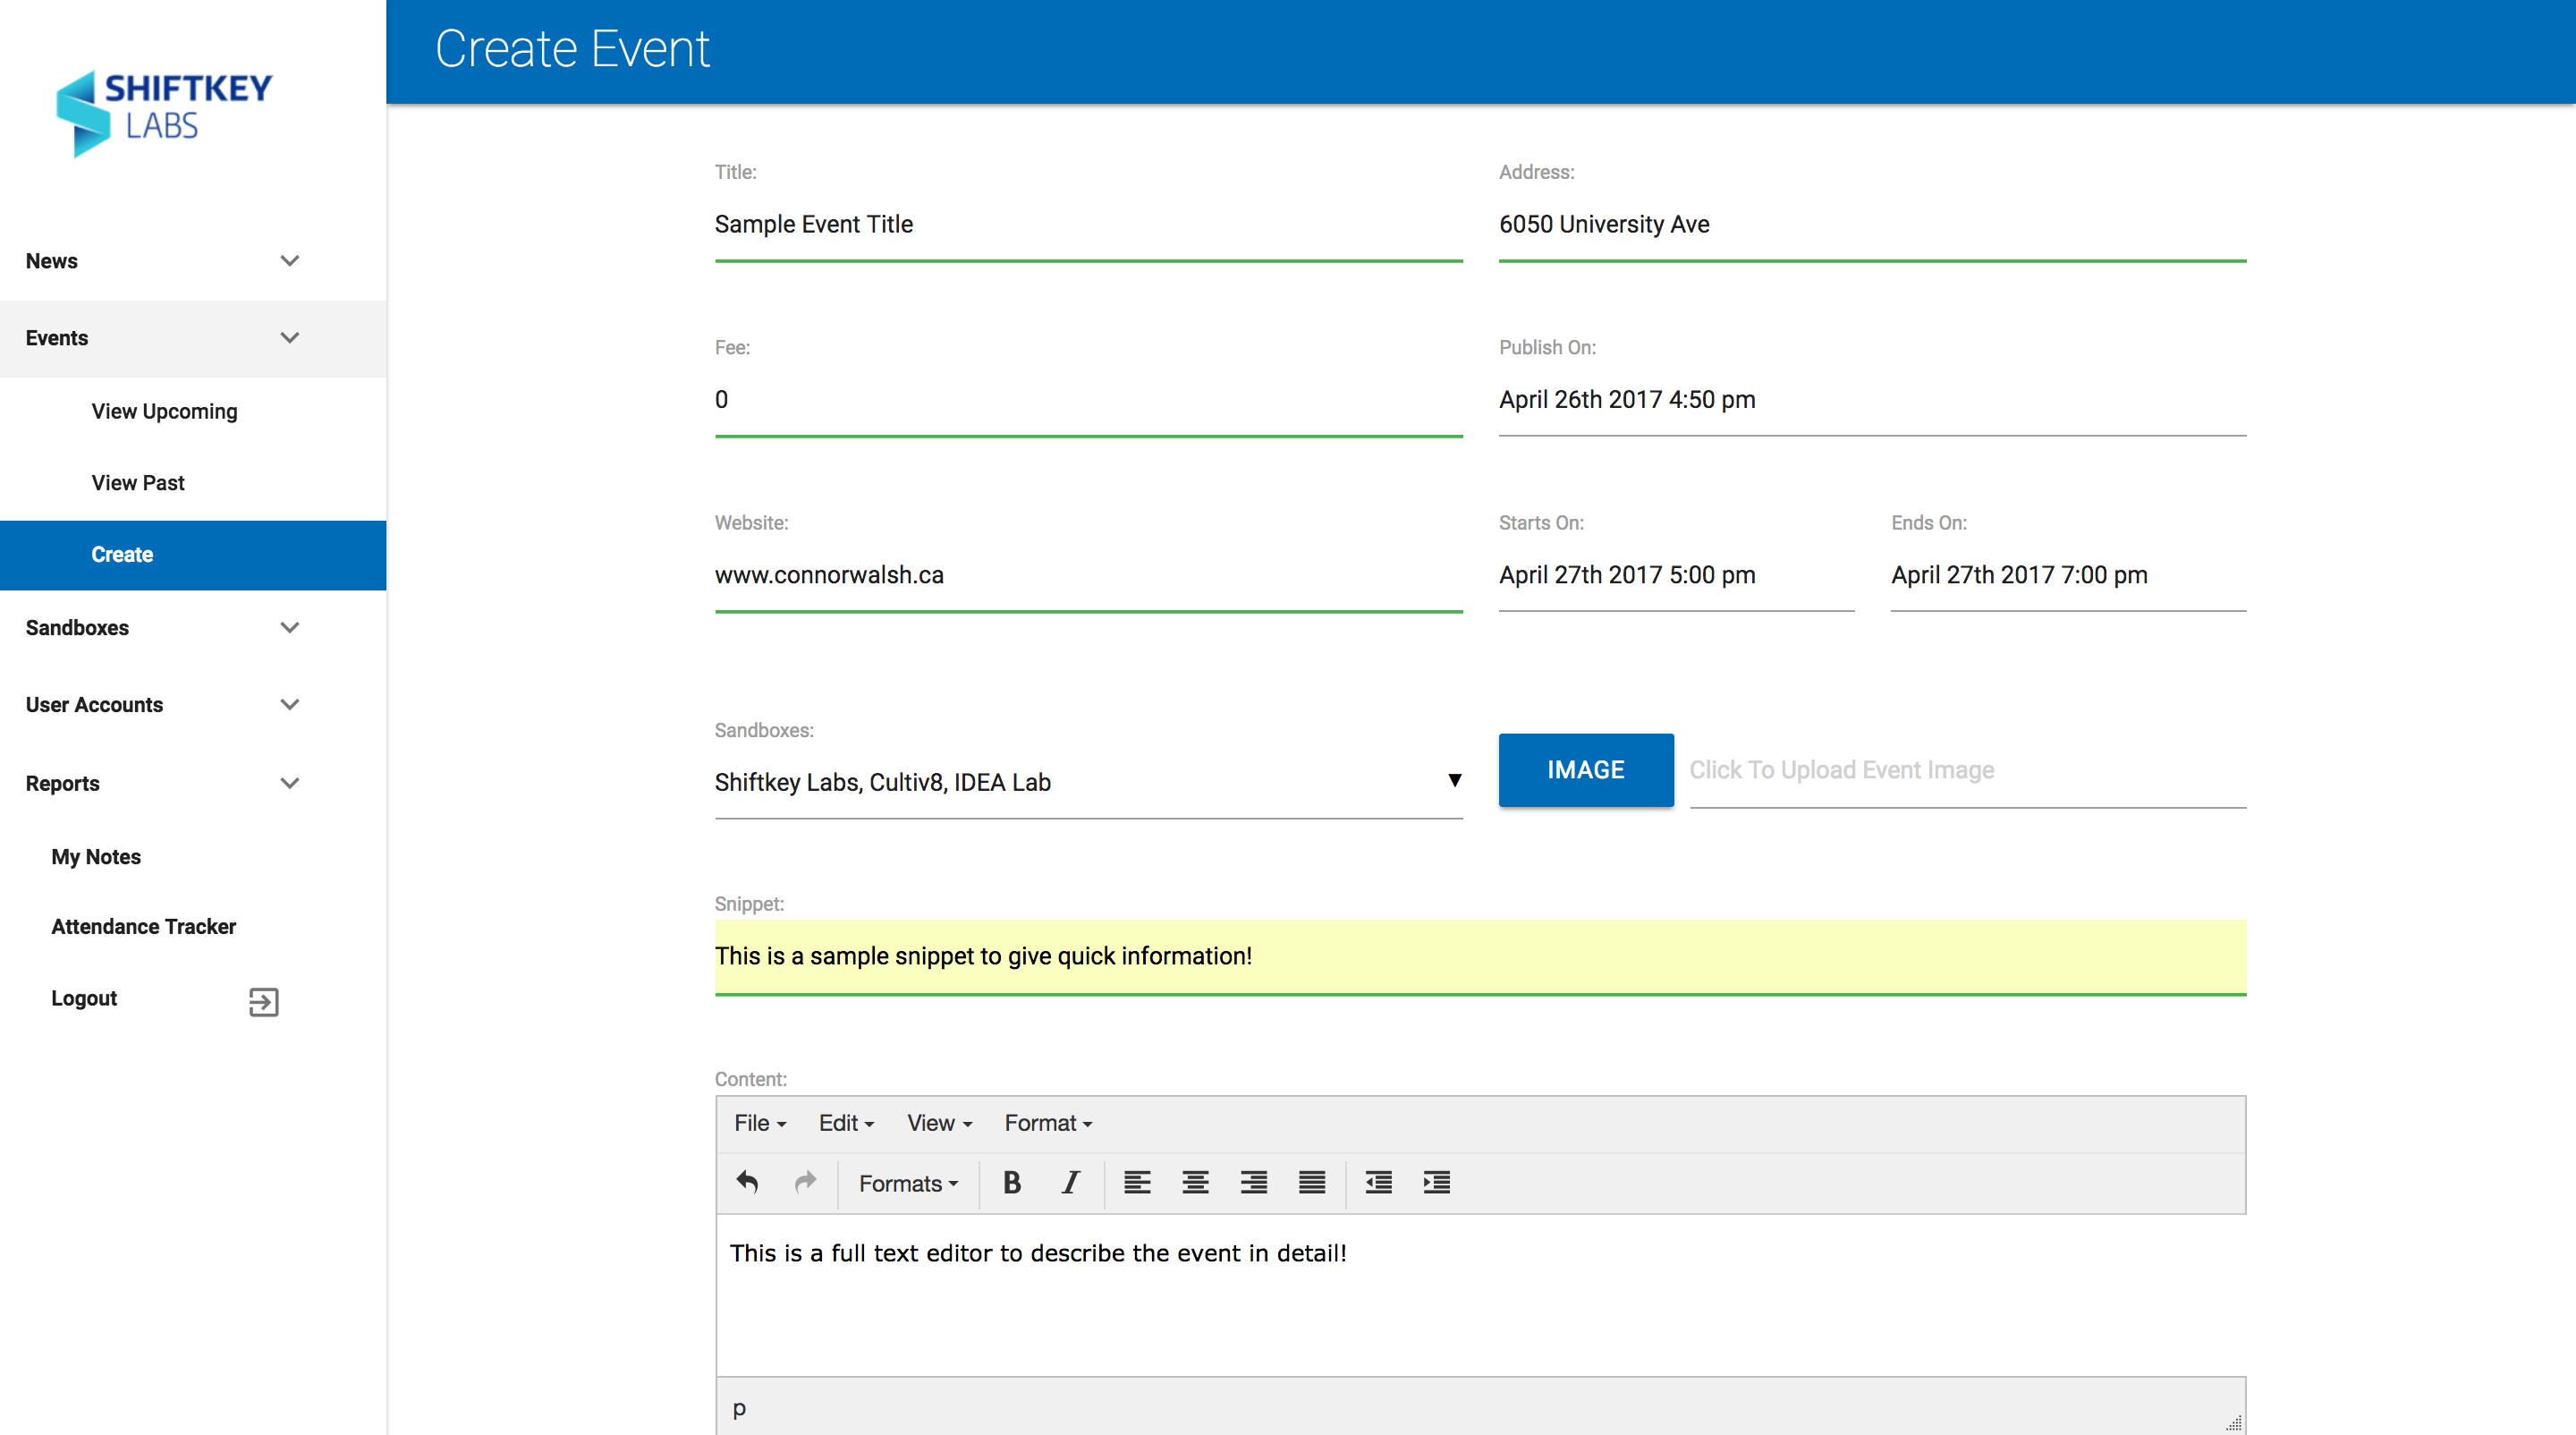 SHIFTKEY
LABS
News
Events
View Upcoming
View Past
Create
Sandboxes
User Accounts
Reports
My Notes
Attendance Tracker
Logout
Create Event
Title:
Sample Event Title
Address:
6050 University Ave
Fee:
0
Publish On:
April 26th 2017 4:50 pm
Website:
www.connorwalsh.ca
Starts On:
April 27th 2017 5:00 pm
Ends On:
April 27th 2017 7:00 pm
Sandboxes:
Shiftkey Labs, Cultiv8, IDEA Lab
IMAGE
Click To Upload Event Image
Snippet:
This is a sample snippet to give quick information!
Content:
File Edit View Format
Formats B I
This is a full text editor to describe the event in detail!
p